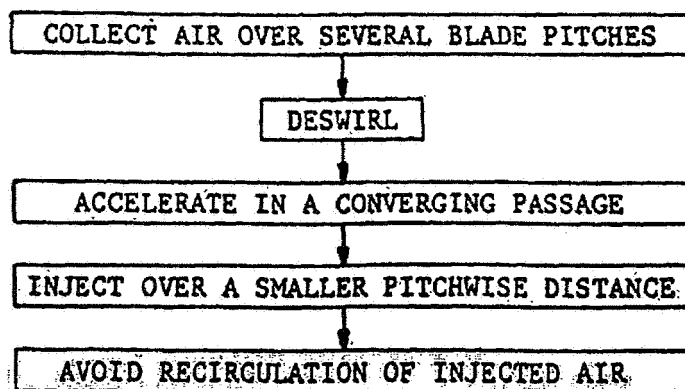 COLLECT AIR OVER SEVERAL BLADE PITCHES
DESWIRL
ACCELERATE IN A CONVERGING PASSAGE
INJECT OVER A SMALLER PITCHWISE DISTANCE
AVOID RECIRCULATION OF INJECTED AIR